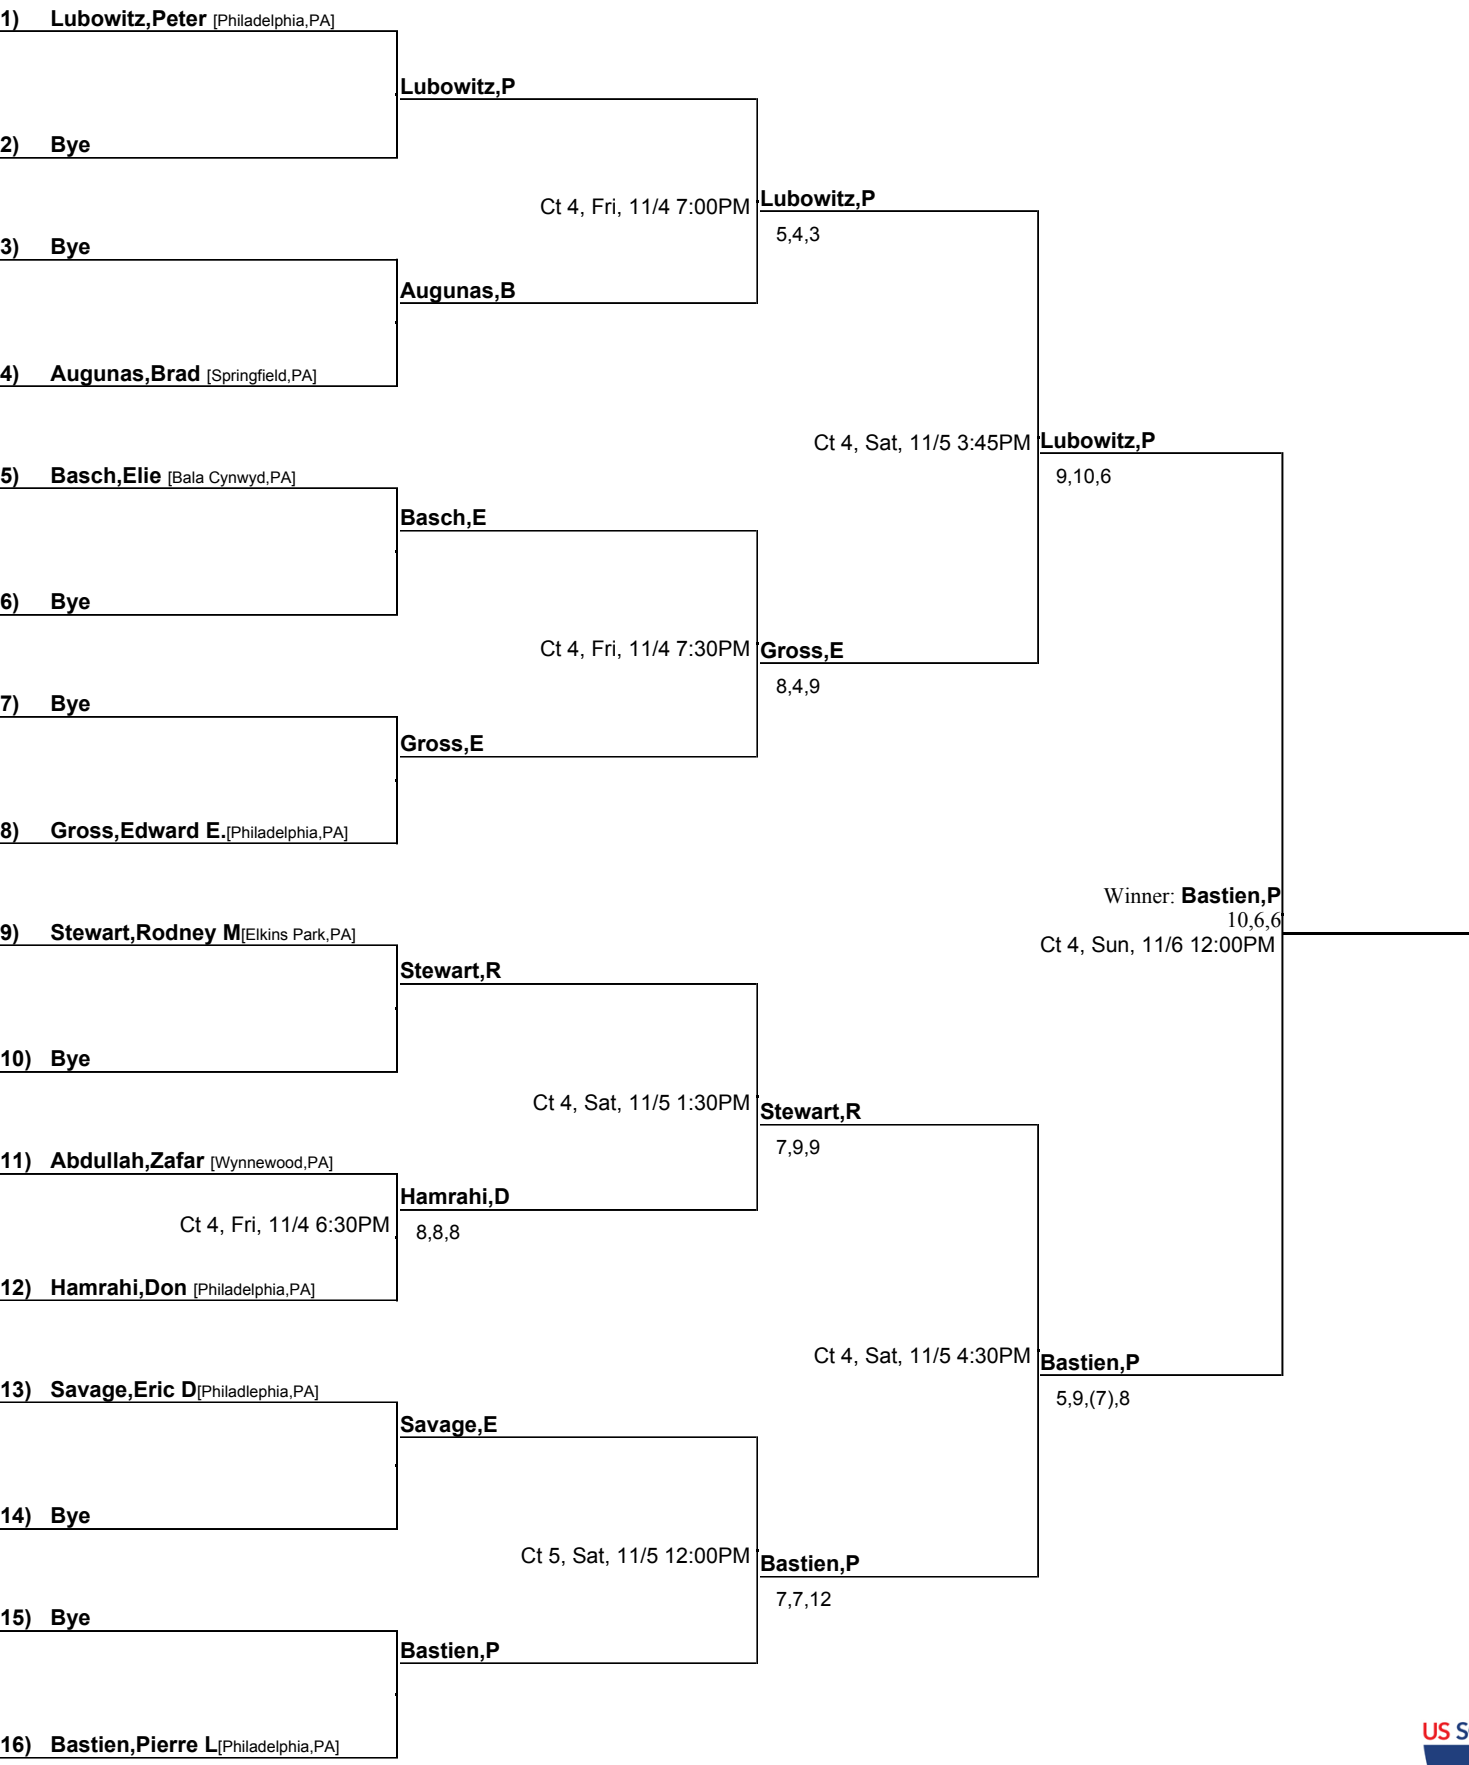 1) Lubowitz,Peter [Philadelphia,PA]
Lubowitz,P
2) Bye
Ct 4, Fri, 11/4 7:00PM
Lubowitz,P
5,4,3
3) Bye
Augunas,B
4) Augunas,Brad [Springfield,PA]
Ct 4, Sat, 11/5 3:45PM
Lubowitz,P
9,10,6
5) Basch,Elie [Bala Cynwyd,PA]
Basch,E
6) Bye
Ct 4, Fri, 11/4 7:30PM
Gross,E
8,4,9
7) Bye
Gross,E
8) Gross,Edward E.[Philadelphia,PA]
Winner: Bastien,P
10,6,6
Ct 4, Sun, 11/6 12:00PM
9) Stewart,Rodney M[Elkins Park,PA]
Stewart,R
10) Bye
Ct 4, Sat, 11/5 1:30PM
Stewart,R
7,9,9
11) Abdullah,Zafar [Wynnewood,PA]
Hamrahi,D
Ct 4, Fri, 11/4 6:30PM
8,8,8
12) Hamrahi,Don [Philadelphia,PA]
Ct 4, Sat, 11/5 4:30PM
Bastien,P
5,9,(7),8
13) Savage,Eric D[Philadlephia,PA]
Savage,E
14) Bye
Ct 5, Sat, 11/5 12:00PM
Bastien,P
7,7,12
15) Bye
Bastien,P
16) Bastien,Pierre L[Philadelphia,PA]
US